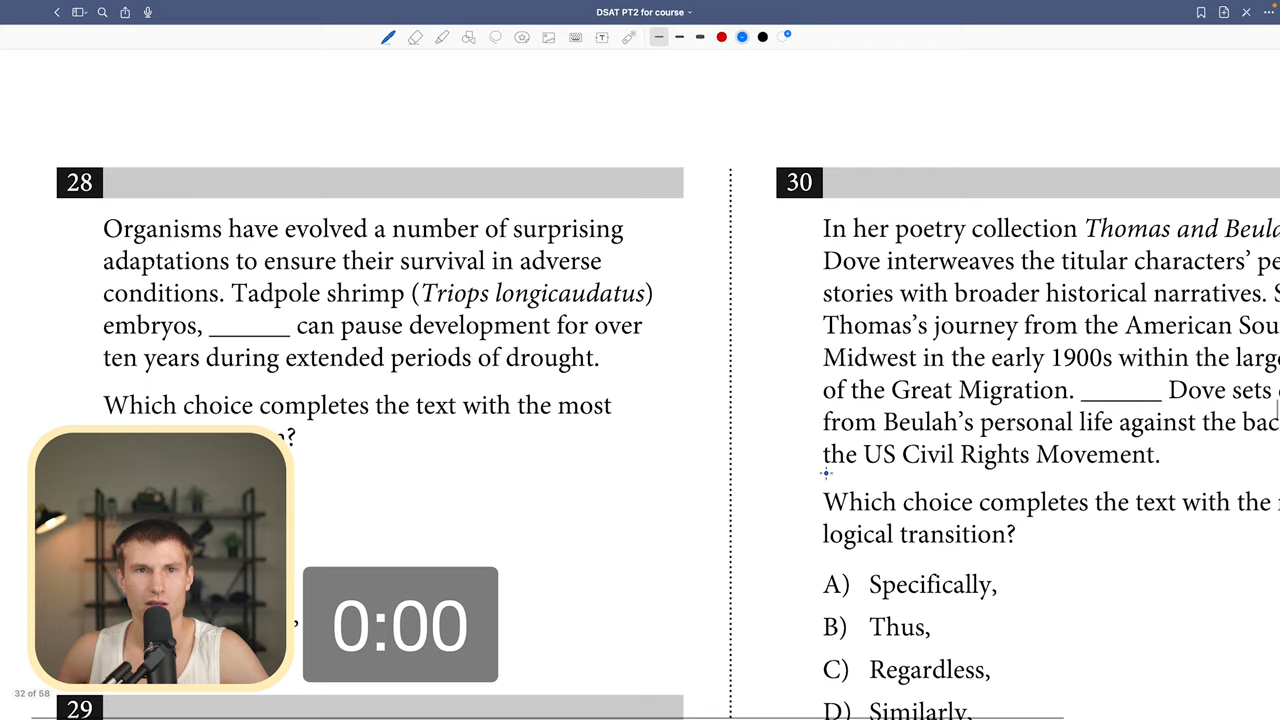 DSAT PT2 for course
28
Organisms have evolved a number of surprising
adaptations to ensure their survival in adverse
conditions. Tadpole shrimp (Triops longicaudatus)
embryos, ______ can pause development for over
ten years during extended periods of drought.
Which choice completes the text with the most
?
0:00
32 of 58
29
30
In her poetry collection Thomas and Beula
Dove interweaves the titular characters' pe
stories with broader historical narratives. S
Thomas's journey from the American Sou
Midwest in the early 1900s within the large
of the Great Migration. ______ Dove sets
from Beulah's personal life against the bac
the US Civil Rights Movement.
Which choice completes the text with the
logical transition?
A) Specifically,
B) Thus,
C) Regardless,
D) Similarly,